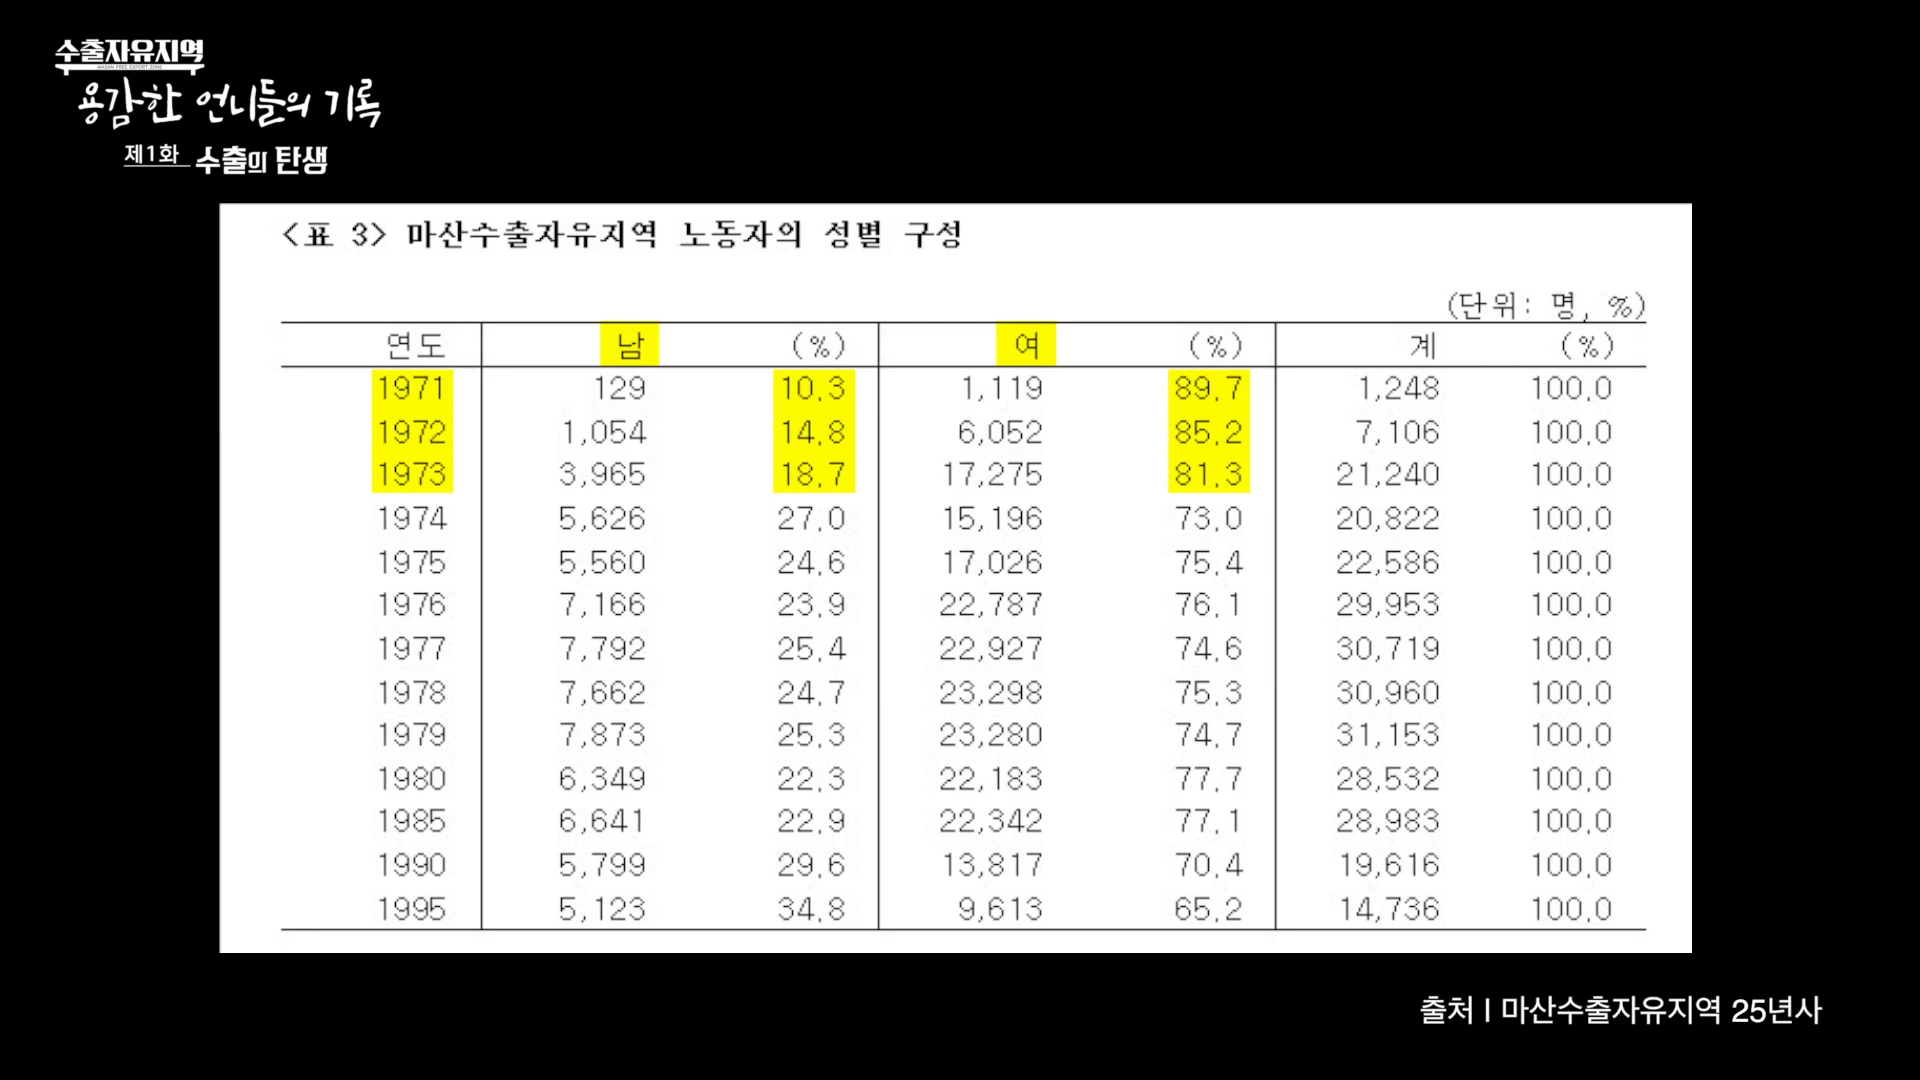 수출자유지역
MASAN FREE EXPORT ZONE
용감한 언니들의 기록
제1화 수출의 탄생
<표 3> 마산수출자유지역 노동자의 성별 구성
(단위: 명, %)
연도 남 (%) 여 (%) 계 (%)
1971 129 10.3 1,119 89.7 1,248 100.0
1972 1,054 14.8 6,052 85.2 7,106 100.0
1973 3,965 18.7 17,275 81.3 21,240 100.0
1974 5,626 27.0 15,196 73.0 20,822 100.0
1975 5,560 24.6 17,026 75.4 22,586 100.0
1976 7,166 23.9 22,787 76.1 29,953 100.0
1977 7,792 25.4 22,927 74.6 30,719 100.0
1978 7,662 24.7 23,298 75.3 30,960 100.0
1979 7,873 25.3 23,280 74.7 31,153 100.0
1980 6,349 22.3 22,183 77.7 28,532 100.0
1985 6,641 22.9 22,342 77.1 28,983 100.0
1990 5,799 29.6 13,817 70.4 19,616 100.0
1995 5,123 34.8 9,613 65.2 14,736 100.0
출처 I 마산수출자유지역 25년사